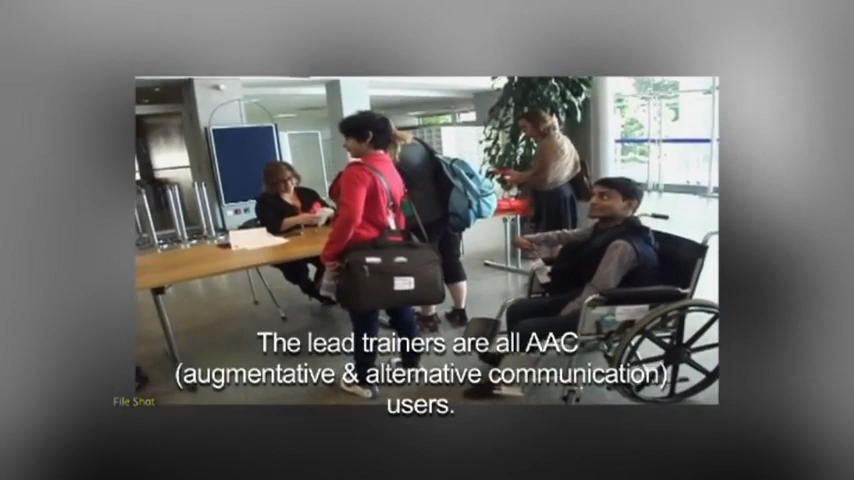 The lead trainers are all AAC
(augmentative & alternative communication)
users.
File Shot